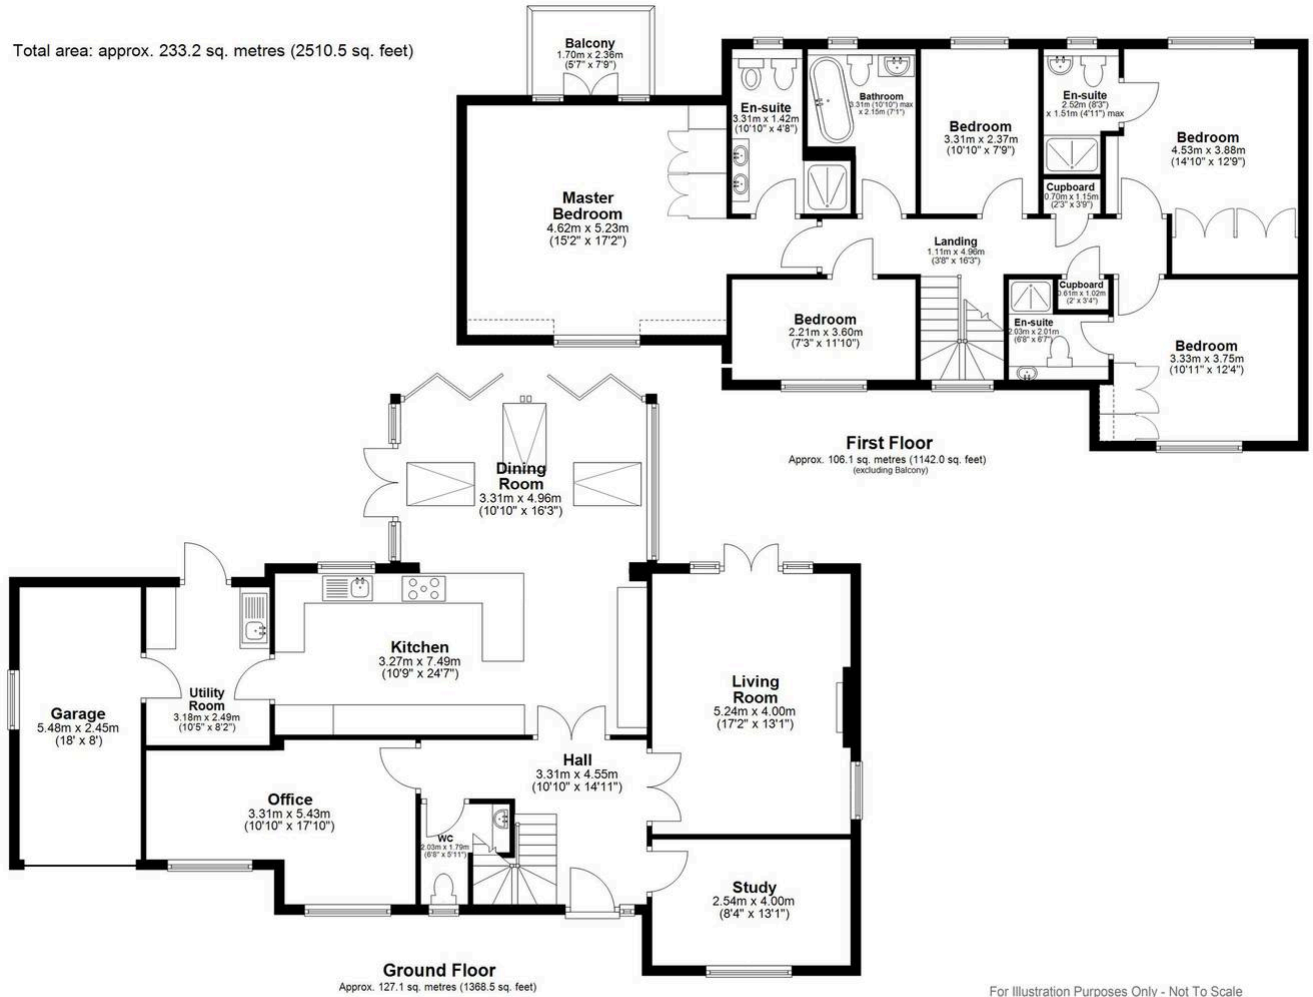 Total area: approx. 233.2 sq. metres (2510.5 sq. feet)
Balcony
1.70m x 2.36m
(5'7" x 7'9")
Master
Bedroom
4.62m x 5.23m
(15'2" x 17'2")
En-suite
3.31m x 1.42m
(10'10" x 4'8")
Bathroom
3.31m (10'10") max
x 2.15m (7'1")
Bedroom
3.31m x 2.37m
(10'10" x 7'9")
En-suite
2.52m (8'3")
x 1.51m (4'11") max
Bedroom
4.53m x 3.88m
(14'10" x 12'9")
Cupboard
0.70m x 1.15m
(2'3" x 3'9")
Landing
1.11m x 4.96m
(3'8" x 16'3")
Cupboard
0.61m x 1.02m
(2' x 3'4")
Bedroom
2.21m x 3.60m
(7'3" x 11'10")
En-suite
2.03m x 2.01m
(6'8" x 6'7")
Bedroom
3.33m x 3.75m
(10'11" x 12'4")
First Floor
Approx. 106.1 sq. metres (1142.0 sq. feet)
(excluding Balcony)
Dining
Room
3.31m x 4.96m
(10'10" x 16'3")
Kitchen
3.27m x 7.49m
(10'9" x 24'7")
Utility
Room
3.18m x 2.49m
(10'5" x 8'2")
Garage
5.48m x 2.45m
(18' x 8')
Living
Room
5.24m x 4.00m
(17'2" x 13'1")
Hall
3.31m x 4.55m
(10'10" x 14'11")
Office
3.31m x 5.43m
(10'10" x 17'10")
WC
2.03m x 1.79m
(6'8" x 5'11")
Study
2.54m x 4.00m
(8'4" x 13'1")
Ground Floor
Approx. 127.1 sq. metres (1368.5 sq. feet)
For Illustration Purposes Only - Not To Scale